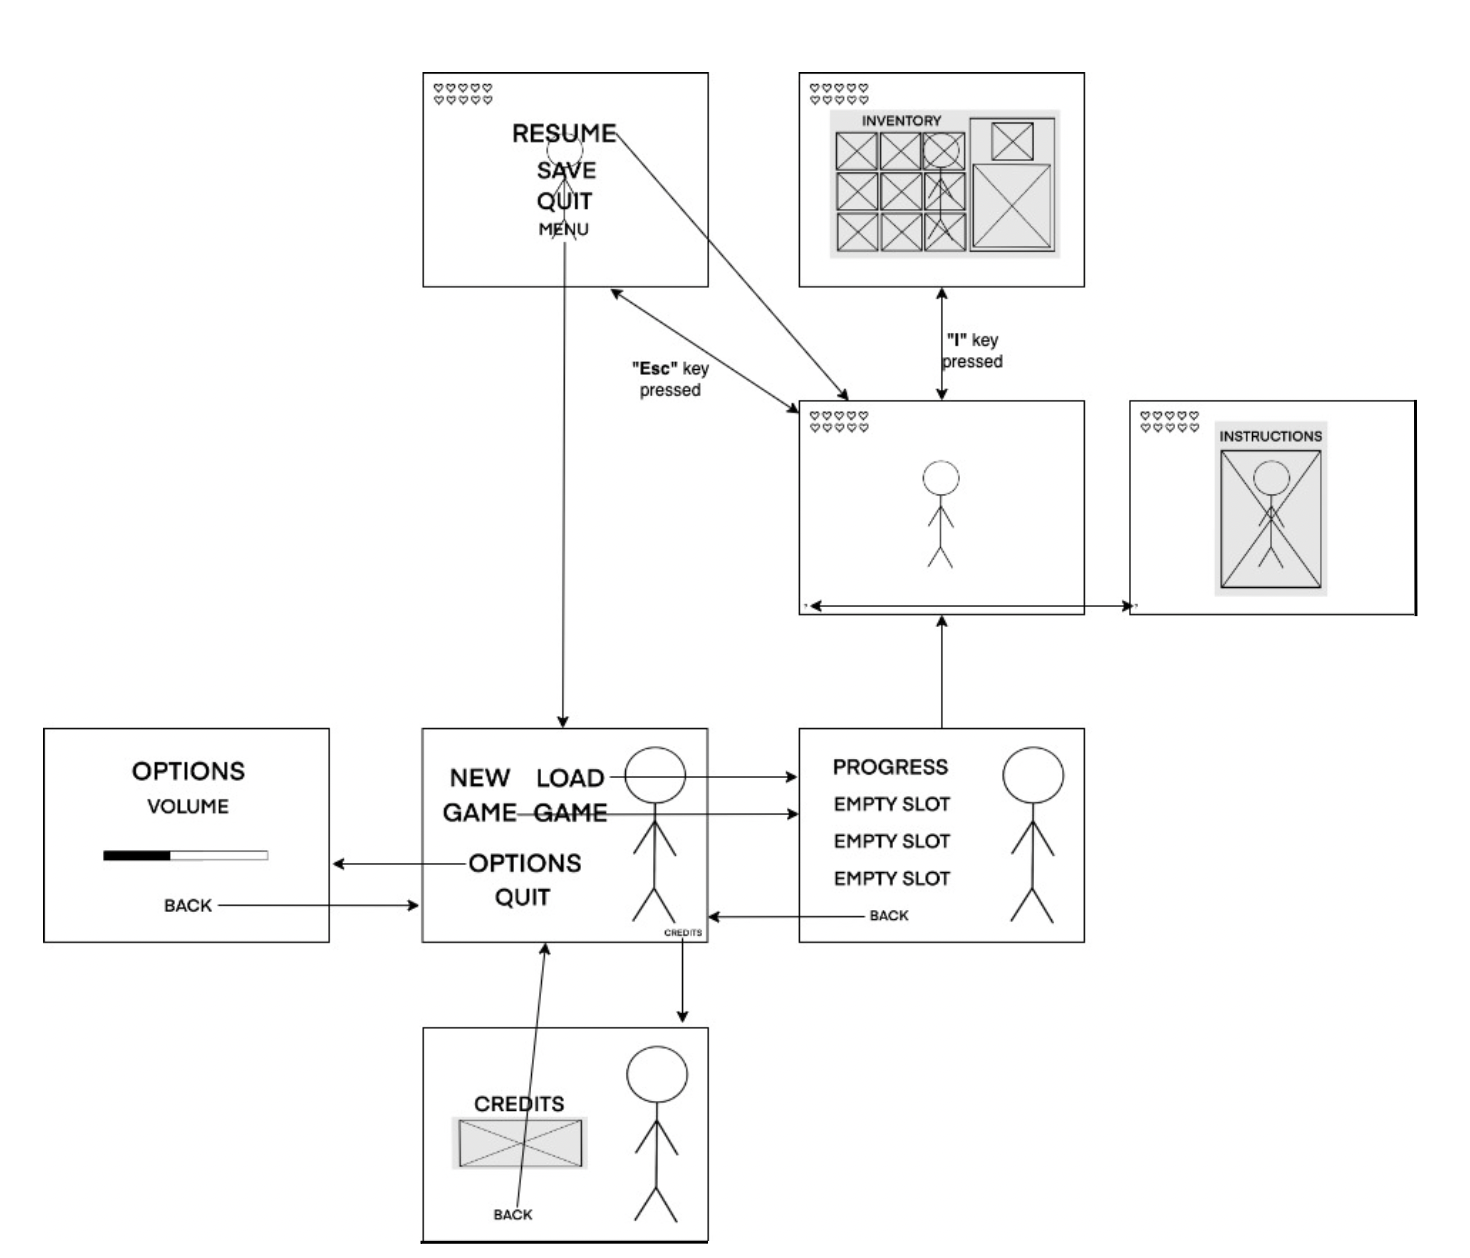 RESUME
SAVE
QUIT
MENU
INVENTORY
"Esc" key
pressed
"I" key
pressed
?
INSTRUCTIONS
?
OPTIONS
VOLUME
BACK
NEW LOAD
GAME GAME
OPTIONS
QUIT
CREDITS
PROGRESS
EMPTY SLOT
EMPTY SLOT
EMPTY SLOT
BACK
CREDITS
BACK